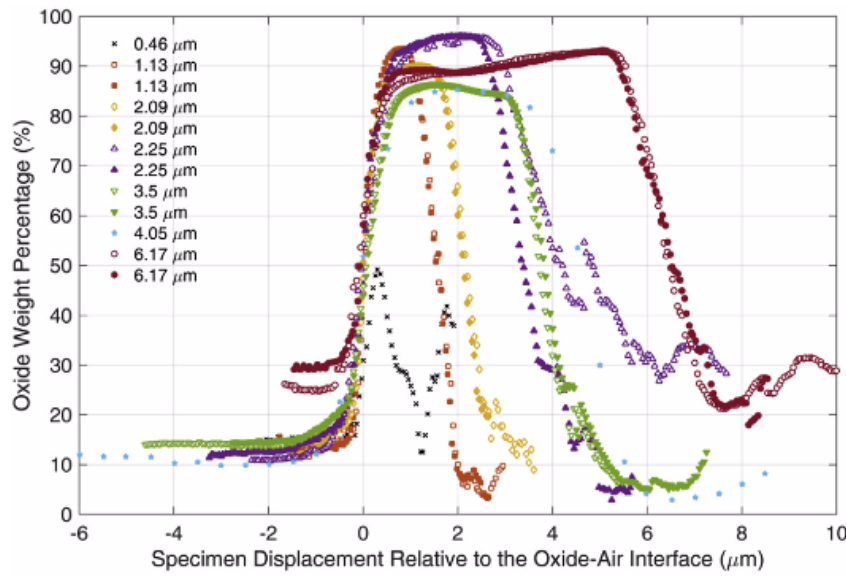 Oxide Weight Percentage (%)
100
90
80
70
60
50
40
30
20
10
0
0.46 μm
1.13 μm
1.13 μm
2.09 μm
2.09 μm
2.25 μm
2.25 μm
3.5 μm
3.5 μm
4.05 μm
6.17 μm
6.17 μm
-6 -4 -2 0 2 4 6 8 10
Specimen Displacement Relative to the Oxide-Air Interface (μm)